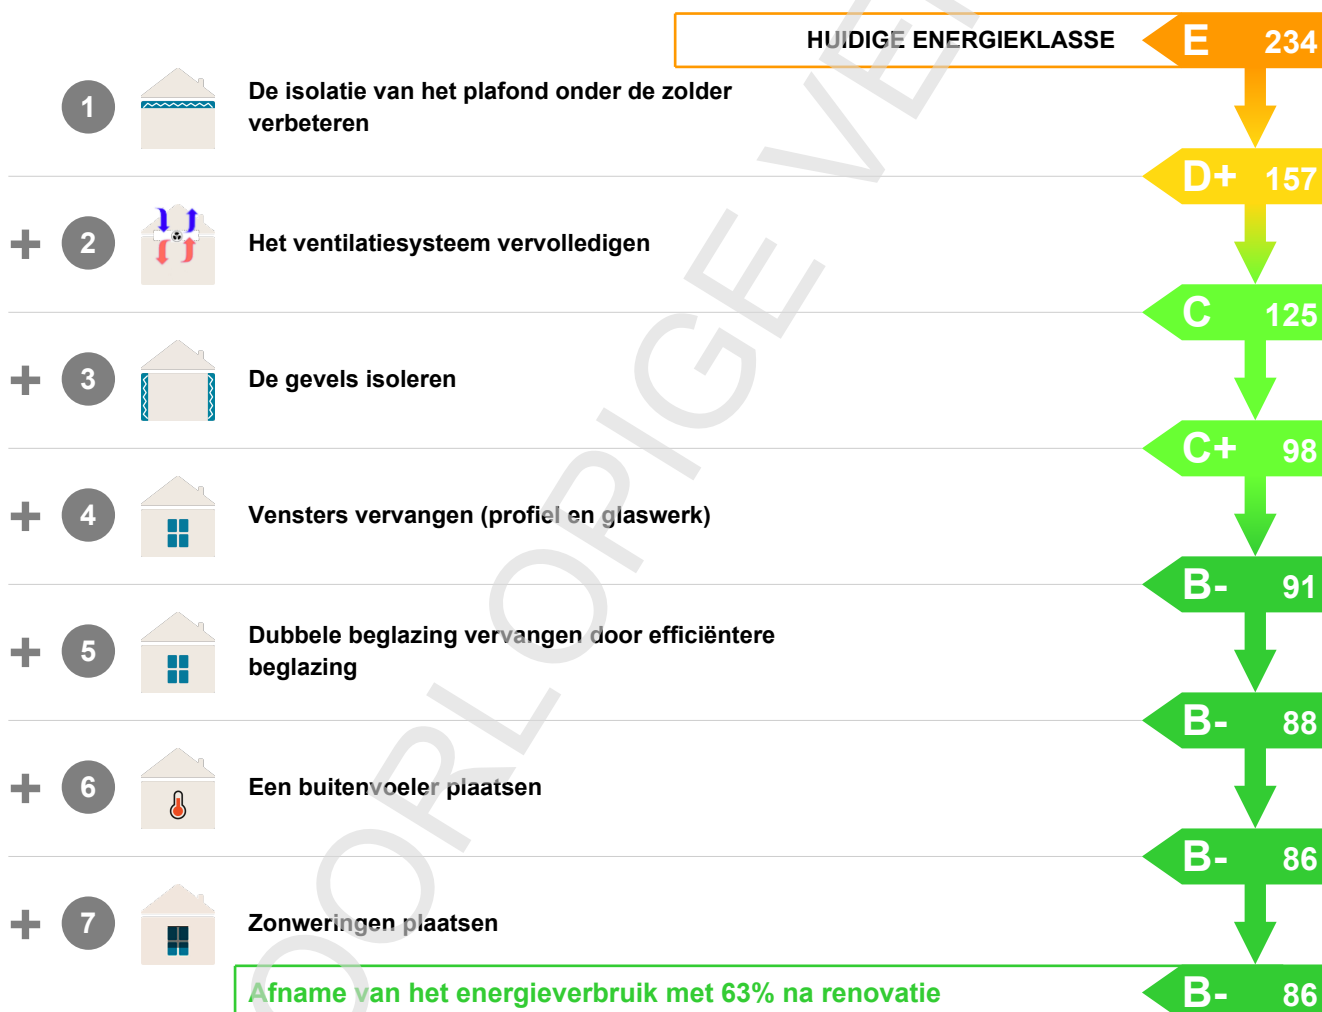 HUIDIGE ENERGIEKLASSE E 234
1 De isolatie van het plafond onder de zolder
verbeteren
D+ 157
+ 2 Het ventilatiesysteem vervolledigen
C 125
+ 3 De gevels isoleren
C+ 98
+ 4 Vensters vervangen (profiel en glaswerk)
B- 91
+ 5 Dubbele beglazing vervangen door efficiëntere
beglazing
B- 88
+ 6 Een buitenvoeler plaatsen
B- 86
+ 7 Zonweringen plaatsen
Afname van het energieverbruik met 63% na renovatie B- 86
OORLOPIGE VE